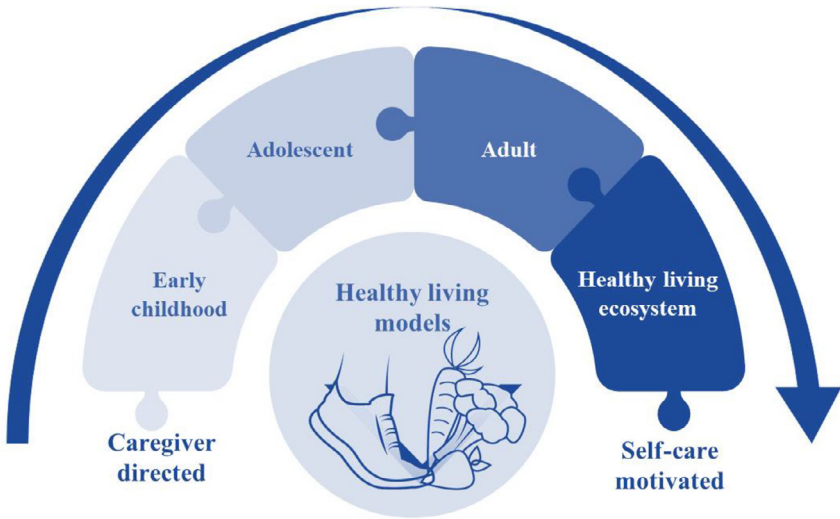 Adolescent
Adult
Early
childhood
Healthy living
models
Healthy living
ecosystem
Caregiver
directed
Self-care
motivated